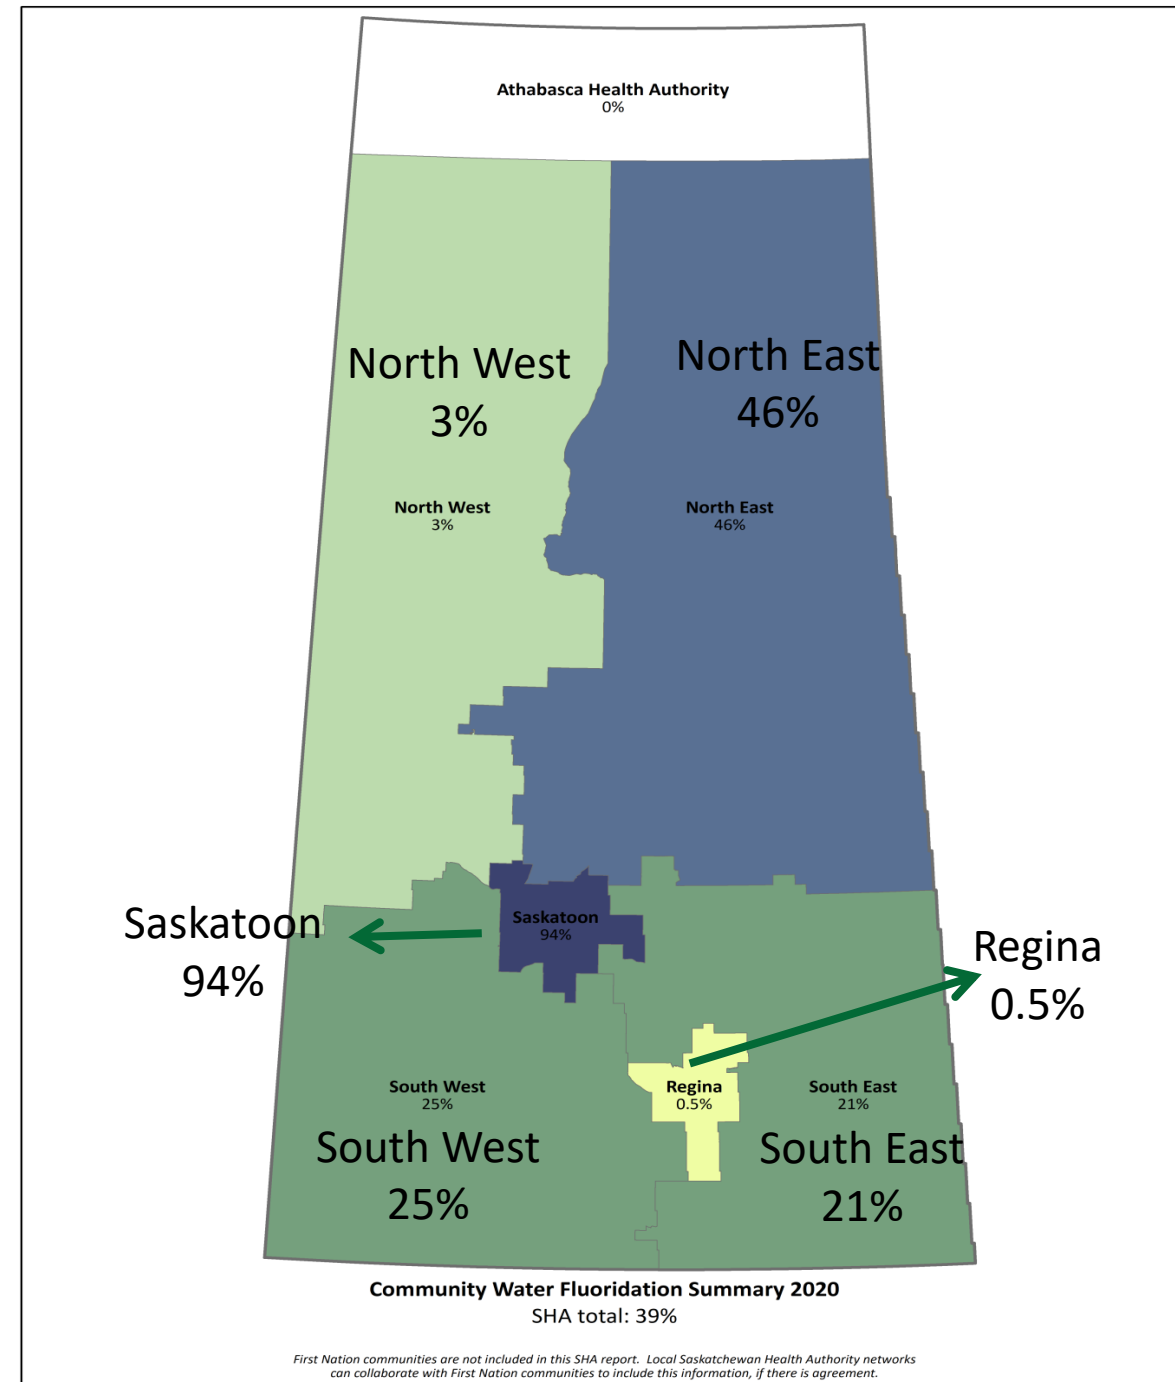 Athabasca Health Authority
0%
North West
3%
North East
46%
North West
3%
North East
46%
Saskatoon
94%
Saskatoon
94%
Regina
0.5%
South West
25%
Regina
0.5%
South East
21%
South West
25%
South East
21%
Community Water Fluoridation Summary 2020
SHA total: 39%
First Nation communities are not included in this SHA report.  Local Saskatchewan Health Authority networks
can collaborate with First Nation communities to include this information, if there is agreement.